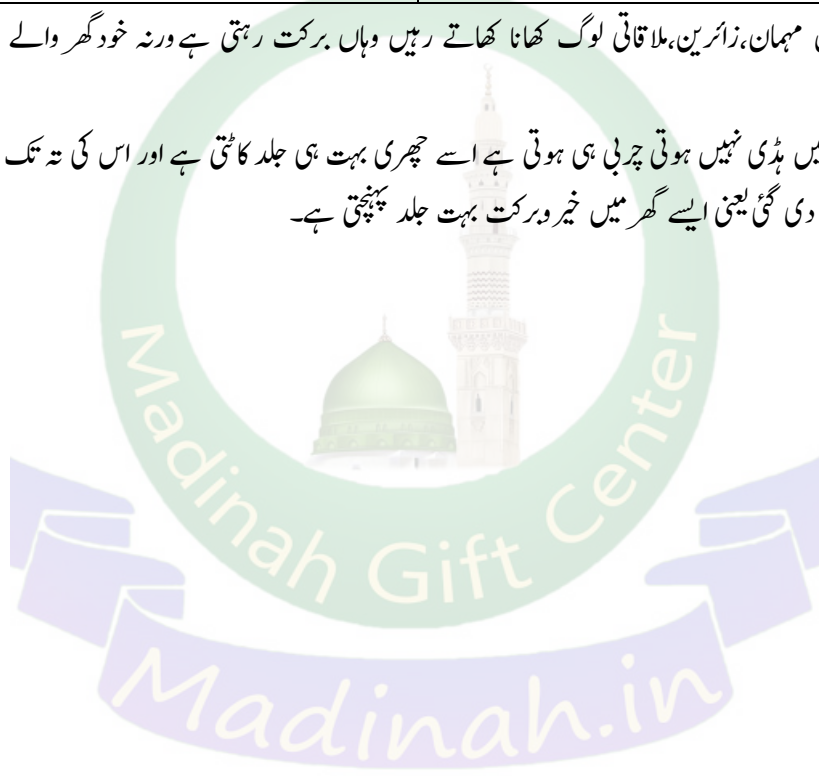 مہمان،زائرین،ملاقاتی لوگ کھانا کھاتے رہیں وہاں برکت رہتی ہے ورنہ خود گھر والے
ہڈی نہیں ہوتی چربی ہی ہوتی ہے اسے چھری بہت ہی جلد کاٹتی ہے اور اس کی تہ تک
دی گئی یعنی ایسے گھر میں خیر وبرکت بہت جلد پہنچتی ہے۔
Madinah Gift Center
Madinah.in